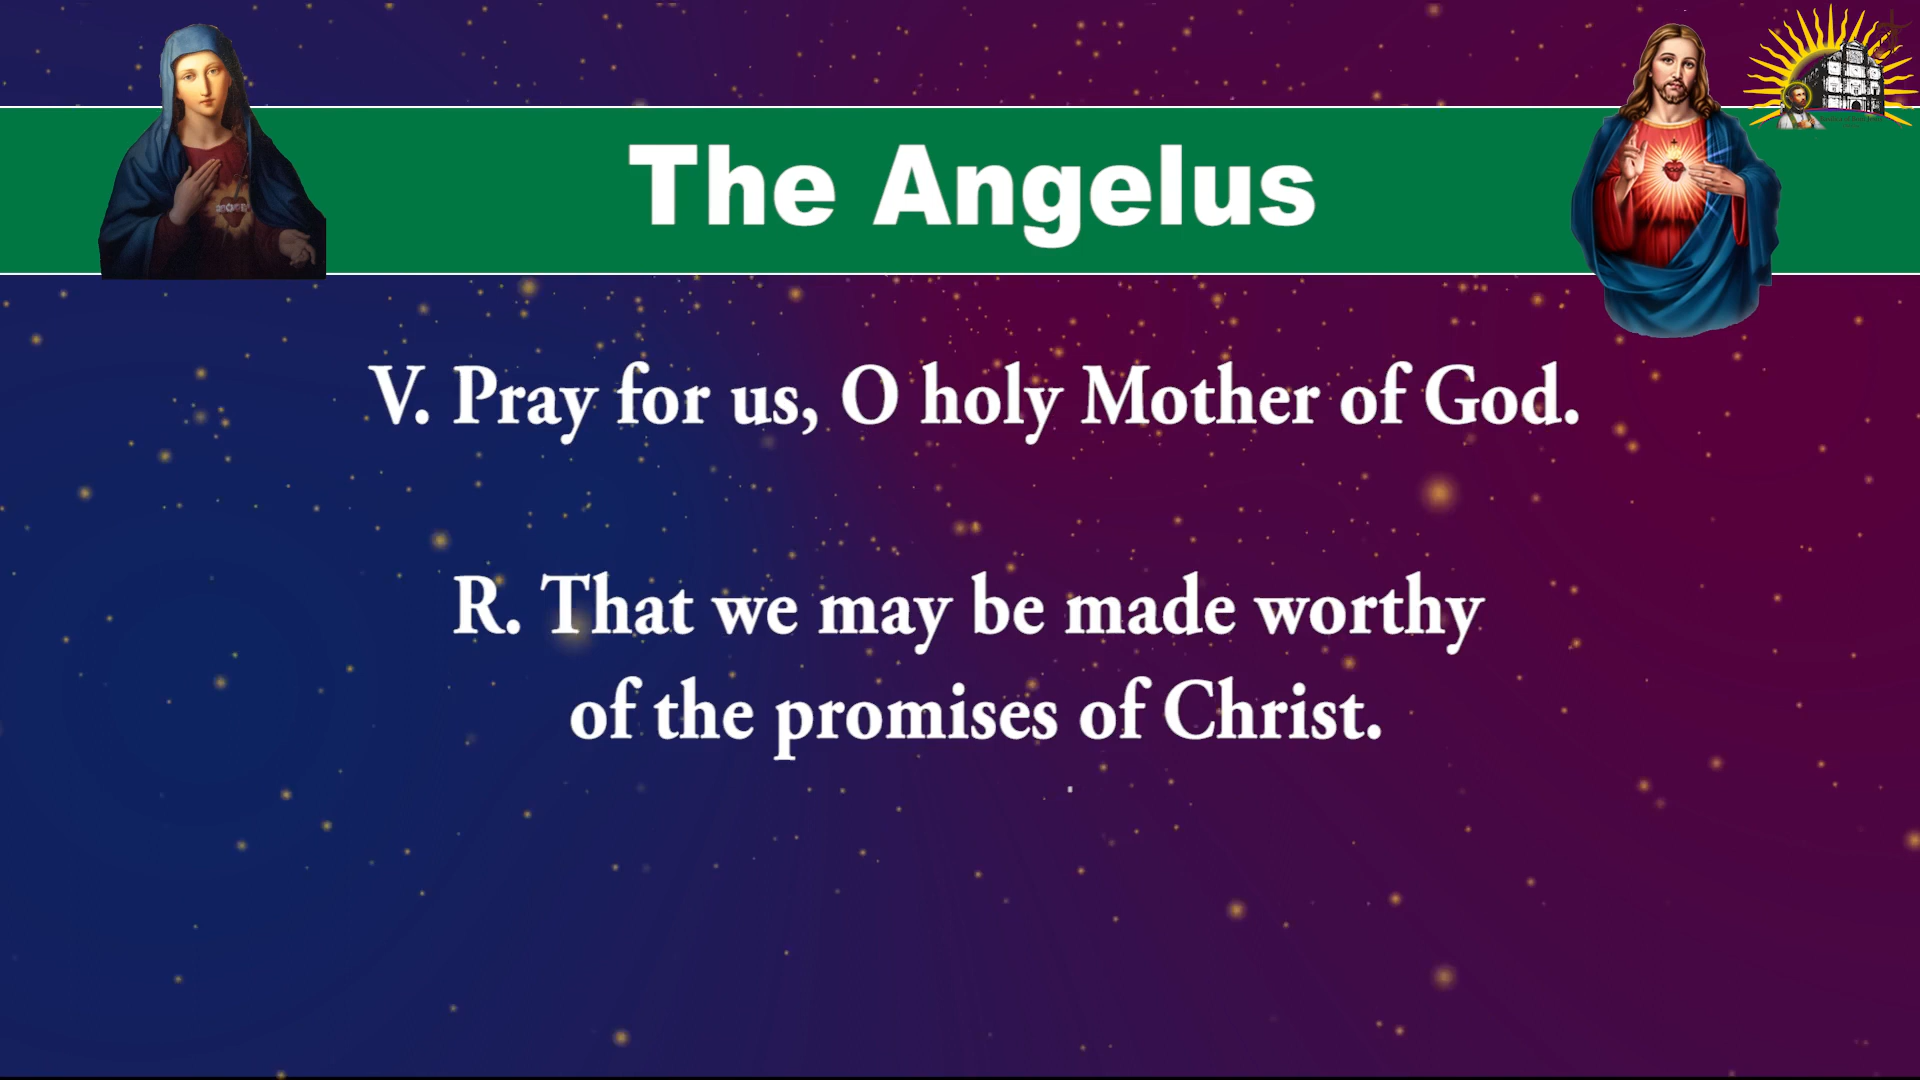 The Angelus
V. Pray for us, O holy Mother of God.
R. That we may be made worthy
of the promises of Christ.